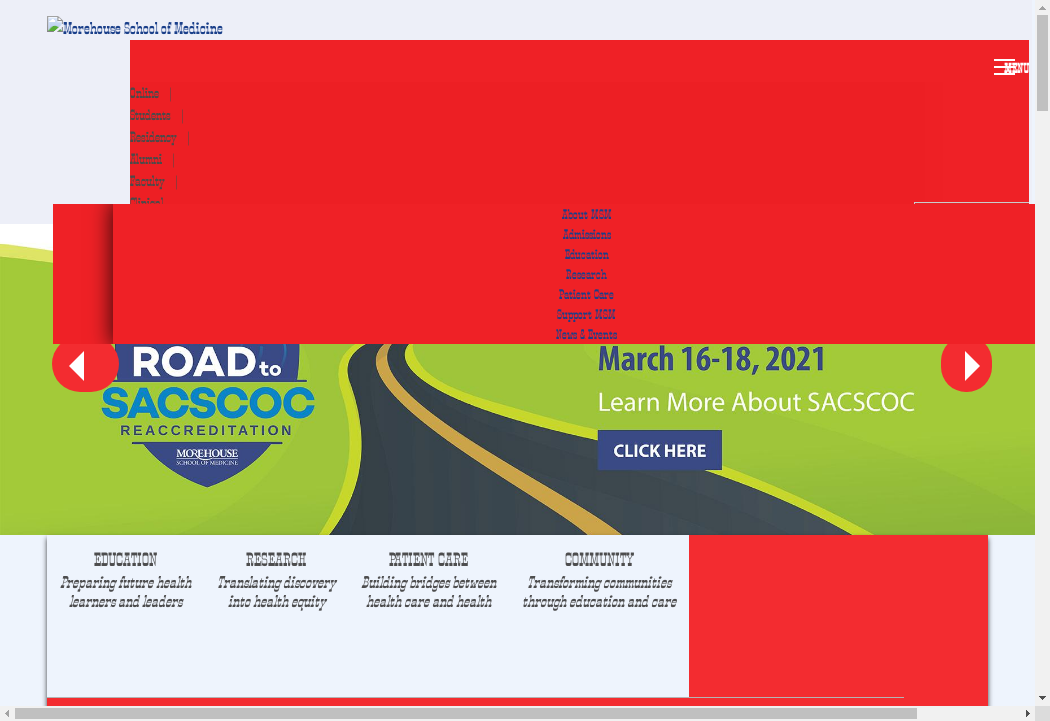 Morehouse School of Medicine
MENU
Online |
Students |
Residency |
Alumni |
Faculty |
Clinical
About MSM
Admissions
Education
Research
Patient Care
Support MSM
News & Events
ROAD to
SACSCOC
REACCREDITATION
MOREHOUSE
SCHOOL OF MEDICINE
March 16-18, 2021
Learn More About SACSCOC
CLICK HERE
EDUCATION
Preparing future health
learners and leaders
RESEARCH
Translating discovery
into health equity
PATIENT CARE
Building bridges between
health care and health
COMMUNITY
Transforming communities
through education and care